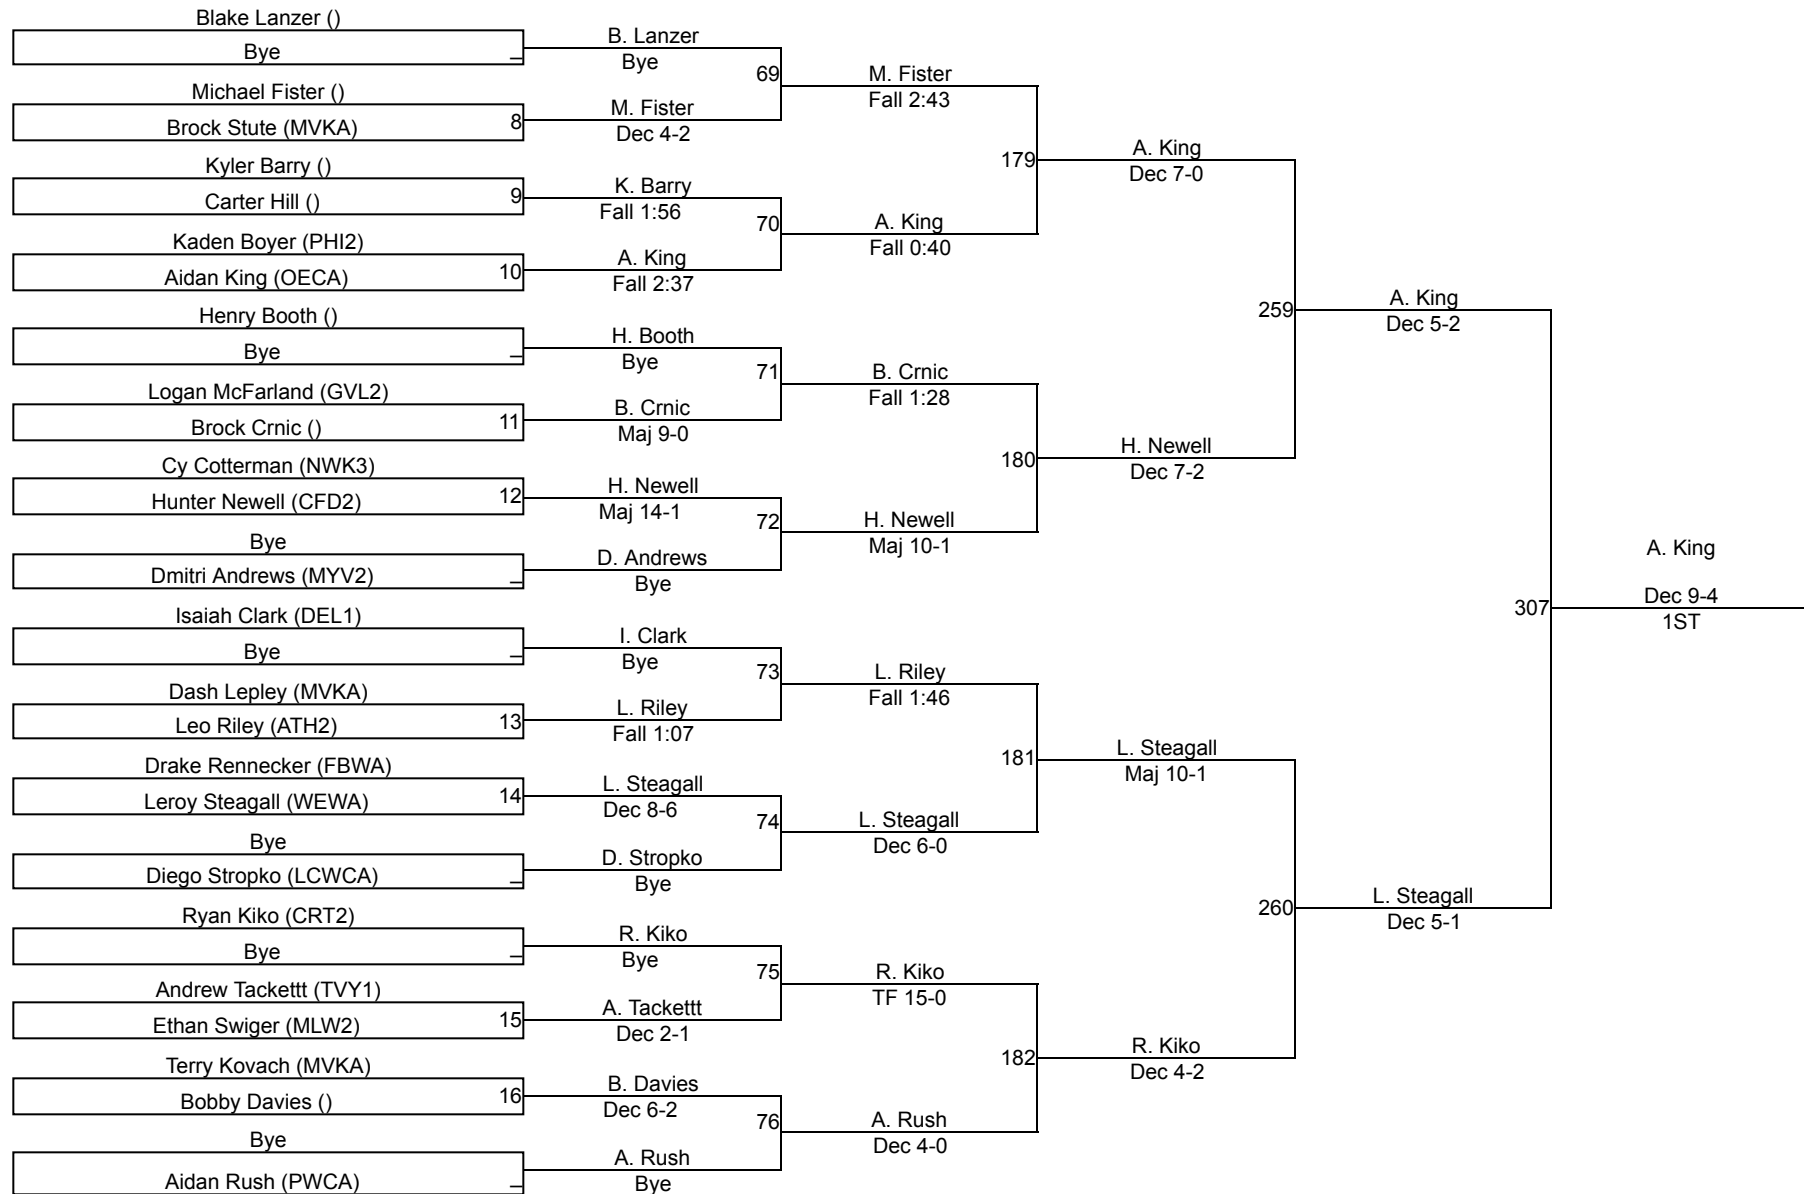 Blake Lanzer ()
Bye
_
Michael Fister ()
Brock Stute (MVKA)
8
Kyler Barry ()
Carter Hill ()
9
Kaden Boyer (PHI2)
Aidan King (OECA)
10
Henry Booth ()
Bye
_
Logan McFarland (GVL2)
Brock Crnic ()
11
Cy Cotterman (NWK3)
Hunter Newell (CFD2)
12
Bye
Dmitri Andrews (MYV2)
_
Isaiah Clark (DEL1)
Bye
_
Dash Lepley (MVKA)
Leo Riley (ATH2)
13
Drake Rennecker (FBWA)
Leroy Steagall (WEWA)
14
Bye
Diego Stropko (LCWCA)
_
Ryan Kiko (CRT2)
Bye
_
Andrew Tackettt (TVY1)
Ethan Swiger (MLW2)
15
Terry Kovach (MVKA)
Bobby Davies ()
16
Bye
Aidan Rush (PWCA)
_
B. Lanzer
Bye
69
M. Fister
Dec 4-2
K. Barry
Fall 1:56
70
A. King
Fall 2:37
H. Booth
Bye
71
B. Crnic
Maj 9-0
H. Newell
Maj 14-1
72
D. Andrews
Bye
I. Clark
Bye
73
L. Riley
Fall 1:07
L. Steagall
Dec 8-6
74
D. Stropko
Bye
R. Kiko
Bye
75
A. Tackettt
Dec 2-1
B. Davies
Dec 6-2
76
A. Rush
Bye
M. Fister
Fall 2:43
179
A. King
Fall 0:40
B. Crnic
Fall 1:28
180
H. Newell
Maj 10-1
L. Riley
Fall 1:46
181
L. Steagall
Dec 6-0
R. Kiko
TF 15-0
182
A. Rush
Dec 4-0
A. King
Dec 7-0
259
H. Newell
Dec 7-2
L. Steagall
Maj 10-1
260
R. Kiko
Dec 4-2
A. King
Dec 5-2
307
L. Steagall
Dec 5-1
A. King
Dec 9-4
1ST